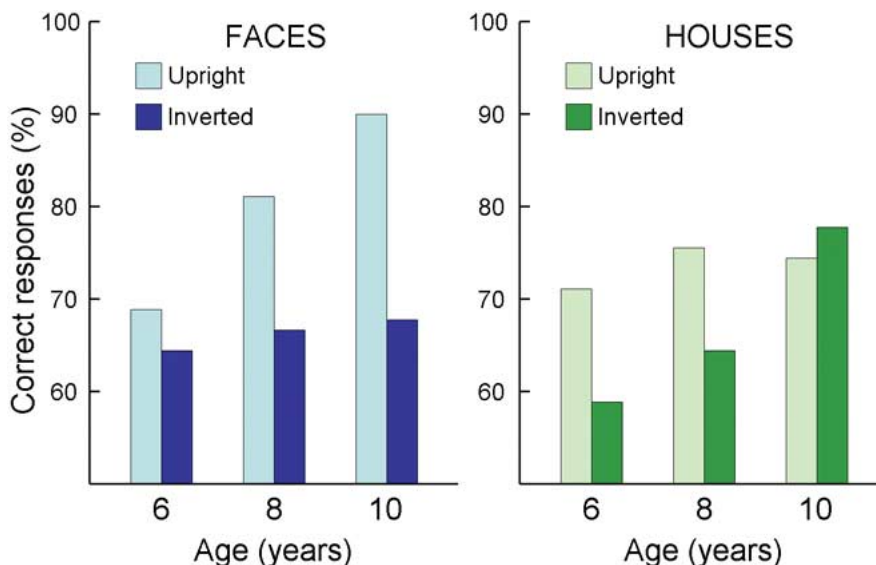 FACES
Upright
Inverted
100
90
80
70
60
Correct responses (%)
6 8 10
Age (years)
HOUSES
Upright
Inverted
100
90
80
70
60
6 8 10
Age (years)